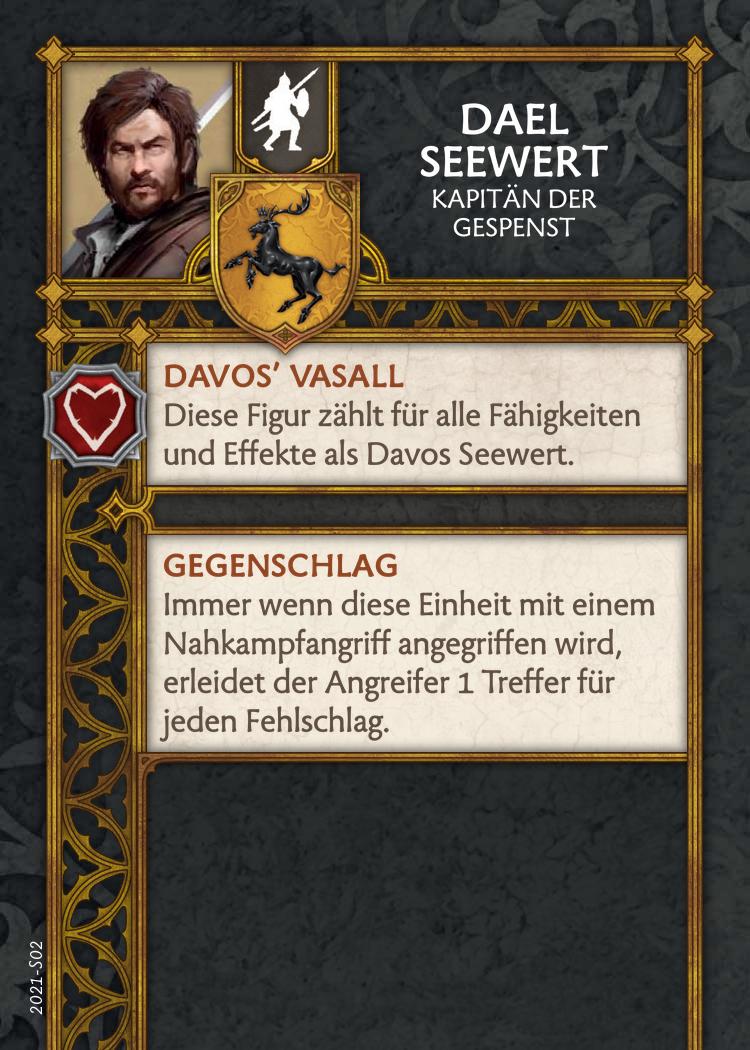 DAEL
SEEWERT
KAPITÄN DER
GESPENST
DAVOS’ VASALL
Diese Figur zählt für alle Fähigkeiten
und Effekte als Davos Seewert.
GEGENSCHLAG
Immer wenn diese Einheit mit einem
Nahkampfangriff angegriffen wird,
erleidet der Angreifer 1 Treffer für
jeden Fehlschlag.
2021-S02